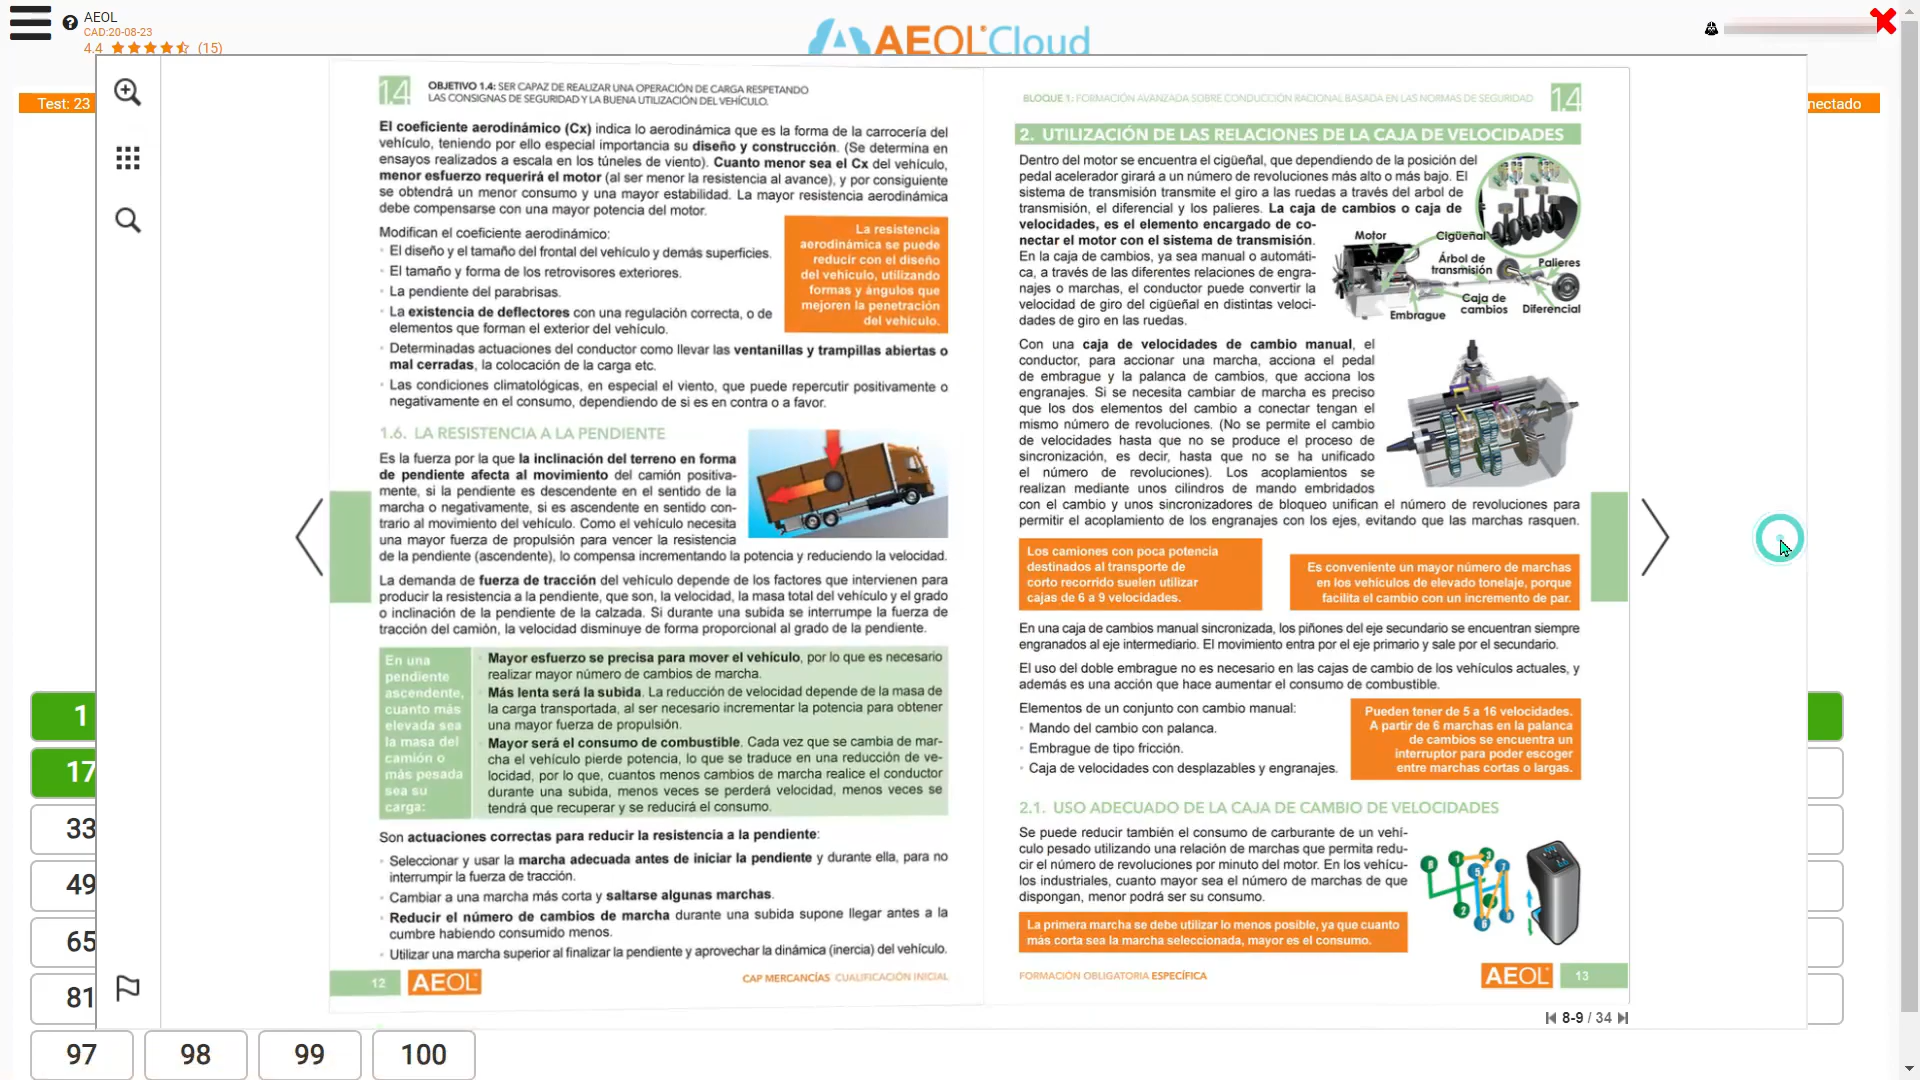 AEOL
CAD:20-08-23
4.4 (15)
AEOL Cloud
Test: 23
nectado
1.4
OBJETIVO 1.4: SER CAPAZ DE REALIZAR UNA OPERACIÓN DE CARGA RESPETANDO
LAS CONSIGNAS DE SEGURIDAD Y LA BUENA UTILIZACIÓN DEL VEHÍCULO.
El coeficiente aerodinámico (Cx) indica lo aerodinámica que es la forma de la carrocería del
vehículo, teniendo por ello especial importancia su diseño y construcción. (Se determina en
ensayos realizados a escala en los túneles de viento). Cuanto menor sea el Cx del vehículo,
menor esfuerzo requerirá el motor (al ser menor la resistencia al avance), y por consiguiente
se obtendrá un menor consumo y una mayor estabilidad. La mayor resistencia aerodinámica
debe compensarse con una mayor potencia del motor.
Modifican el coeficiente aerodinámico:
• El diseño y el tamaño del frontal del vehículo y demás superficies.
• El tamaño y forma de los retrovisores exteriores.
• La pendiente del parabrisas.
• La existencia de deflectores con una regulación correcta, o de
elementos que forman el exterior del vehículo.
• Determinadas actuaciones del conductor como llevar las ventanillas y trampillas abiertas o
mal cerradas, la colocación de la carga etc.
• Las condiciones climatológicas, en especial el viento, que puede repercutir positivamente o
negativamente en el consumo, dependiendo de si es en contra o a favor.
La resistencia
aerodinámica se puede
reducir con el diseño
del vehículo, utilizando
formas y ángulos que
mejoren la penetración
del vehículo.
1.6. LA RESISTENCIA A LA PENDIENTE
Es la fuerza por la que la inclinación del terreno en forma
de pendiente afecta al movimiento del camión positiva-
mente, si la pendiente es descendente en el sentido de la
marcha o negativamente, si es ascendente en sentido con-
trario al movimiento del vehículo. Como el vehículo necesita
una mayor fuerza de propulsión para vencer la resistencia
de la pendiente (ascendente), lo compensa incrementando la potencia y reduciendo la velocidad.
La demanda de fuerza de tracción del vehículo depende de los factores que intervienen para
producir la resistencia a la pendiente, que son, la velocidad, la masa total del vehículo y el grado
o inclinación de la pendiente de la calzada. Si durante una subida se interrumpe la fuerza de
tracción del camión, la velocidad disminuye de forma proporcional al grado de la pendiente.
En una
pendiente
ascendente,
cuanto más
elevada sea
la masa del
camión o
más pesada
sea su
carga:
• Mayor esfuerzo se precisa para mover el vehículo, por lo que es necesario
realizar mayor número de cambios de marcha.
• Más lenta será la subida. La reducción de velocidad depende de la masa de
la carga transportada, al ser necesario incrementar la potencia para obtener
una mayor fuerza de propulsión.
• Mayor será el consumo de combustible. Cada vez que se cambia de mar-
cha el vehículo pierde potencia, lo que se traduce en una reducción de ve-
locidad, por lo que, cuantos menos cambios de marcha realice el conductor
durante una subida, menos veces se perderá velocidad, menos veces se
tendrá que recuperar y se reducirá el consumo.
Son actuaciones correctas para reducir la resistencia a la pendiente:
• Seleccionar y usar la marcha adecuada antes de iniciar la pendiente y durante ella, para no
interrumpir la fuerza de tracción.
• Cambiar a una marcha más corta y saltarse algunas marchas.
• Reducir el número de cambios de marcha durante una subida supone llegar antes a la
cumbre habiendo consumido menos.
• Utilizar una marcha superior al finalizar la pendiente y aprovechar la dinámica (inercia) del vehículo.
12 AEOL CAP MERCANCÍAS CUALIFICACIÓN INICIAL
BLOQUE 1: FORMACIÓN AVANZADA SOBRE CONDUCCIÓN RACIONAL BASADA EN LAS NORMAS DE SEGURIDAD
1.4
2. UTILIZACIÓN DE LAS RELACIONES DE LA CAJA DE VELOCIDADES
Dentro del motor se encuentra el cigüeñal, que dependiendo de la posición del
pedal acelerador girará a un número de revoluciones más alto o más bajo. El
sistema de transmisión transmite el giro a las ruedas a través del arbol de
transmisión, el diferencial y los palieres. La caja de cambios o caja de
velocidades, es el elemento encargado de co-
nectar el motor con el sistema de transmisión.
En la caja de cambios, ya sea manual o automáti-
ca, a través de las diferentes relaciones de engra-
najes o marchas, el conductor puede convertir la
velocidad de giro del cigüeñal en distintas veloci-
dades de giro en las ruedas.
Motor
Cigüeñal
Árbol de
transmisión
Palieres
Caja de
cambios
Embrague
Diferencial
Con una caja de velocidades de cambio manual, el
conductor, para accionar una marcha, acciona el pedal
de embrague y la palanca de cambios, que acciona los
engranajes. Si se necesita cambiar de marcha es preciso
que los dos elementos del cambio a conectar tengan el
mismo número de revoluciones. (No se permite el cambio
de velocidades hasta que no se produce el proceso de
sincronización, es decir, hasta que no se ha unificado
el número de revoluciones). Los acoplamientos se
realizan mediante unos cilindros de mando embridados
con el cambio y unos sincronizadores de bloqueo unifican el número de revoluciones para
permitir el acoplamiento de los engranajes con los ejes, evitando que las marchas rasquen.
Los camiones con poca potencia
destinados al transporte de
corto recorrido suelen utilizar
cajas de 6 a 9 velocidades.
Es conveniente un mayor número de marchas
en los vehículos de elevado tonelaje, porque
facilita el cambio con un incremento de par.
En una caja de cambios manual sincronizada, los piñones del eje secundario se encuentran siempre
engranados al eje intermediario. El movimiento entra por el eje primario y sale por el secundario.
El uso del doble embrague no es necesario en las cajas de cambio de los vehículos actuales, y
además es una acción que hace aumentar el consumo de combustible.
Elementos de un conjunto con cambio manual:
• Mando del cambio con palanca.
• Embrague de tipo fricción.
• Caja de velocidades con desplazables y engranajes.
Pueden tener de 5 a 16 velocidades.
A partir de 6 marchas en la palanca
de cambios se encuentra un
interruptor para poder escoger
entre marchas cortas o largas.
2.1. USO ADECUADO DE LA CAJA DE CAMBIO DE VELOCIDADES
Se puede reducir también el consumo de carburante de un vehí-
culo pesado utilizando una relación de marchas que permita redu-
cir el número de revoluciones por minuto del motor. En los vehícu-
los industriales, cuanto mayor sea el número de marchas de que
dispongan, menor podrá ser su consumo.
R 1 3
5 7
2
6 8
La primera marcha se debe utilizar lo menos posible, ya que cuanto
más corta sea la marcha seleccionada, mayor es el consumo.
FORMACIÓN OBLIGATORIA ESPECÍFICA AEOL 13
8-9 / 34
1
17
33
49
65
81
97 98 99 100